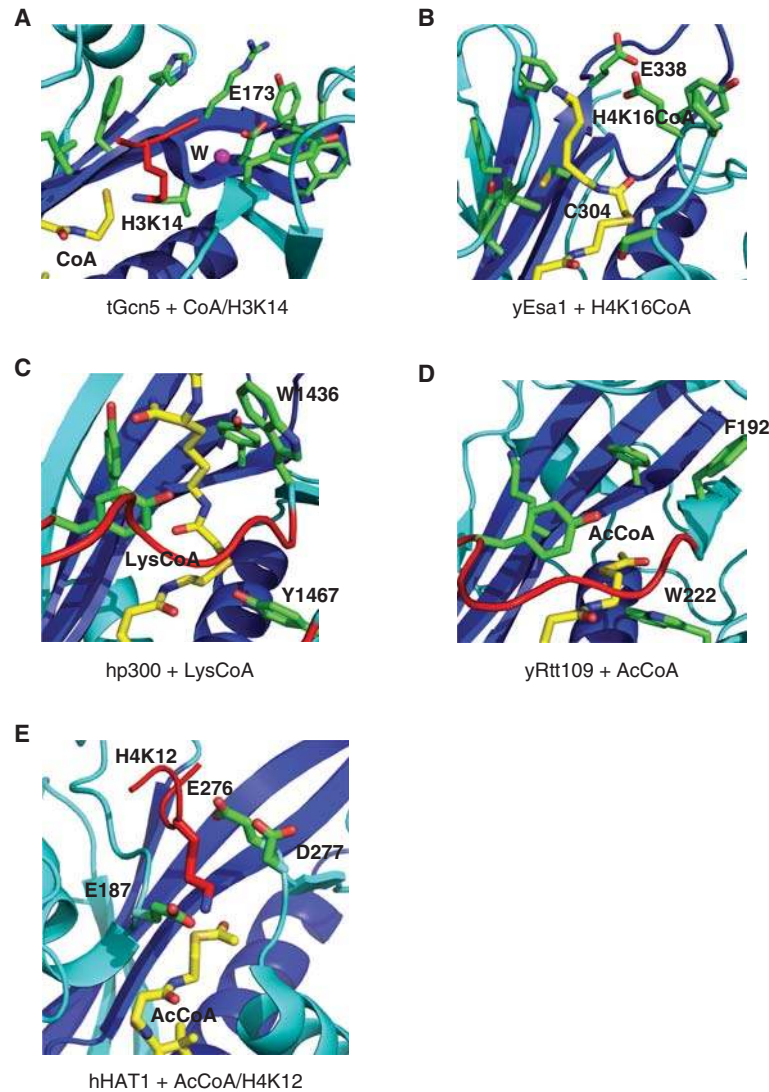 A
E173
W
H3K14
CoA
tGcn5 + CoA/H3K14
B
E338
H4K16CoA
C304
yEsa1 + H4K16CoA
C
W1436
LysCoA
Y1467
hp300 + LysCoA
D
F192
AcCoA
W222
yRtt109 + AcCoA
E
H4K12
E276
D277
E187
AcCoA
hHAT1 + AcCoA/H4K12